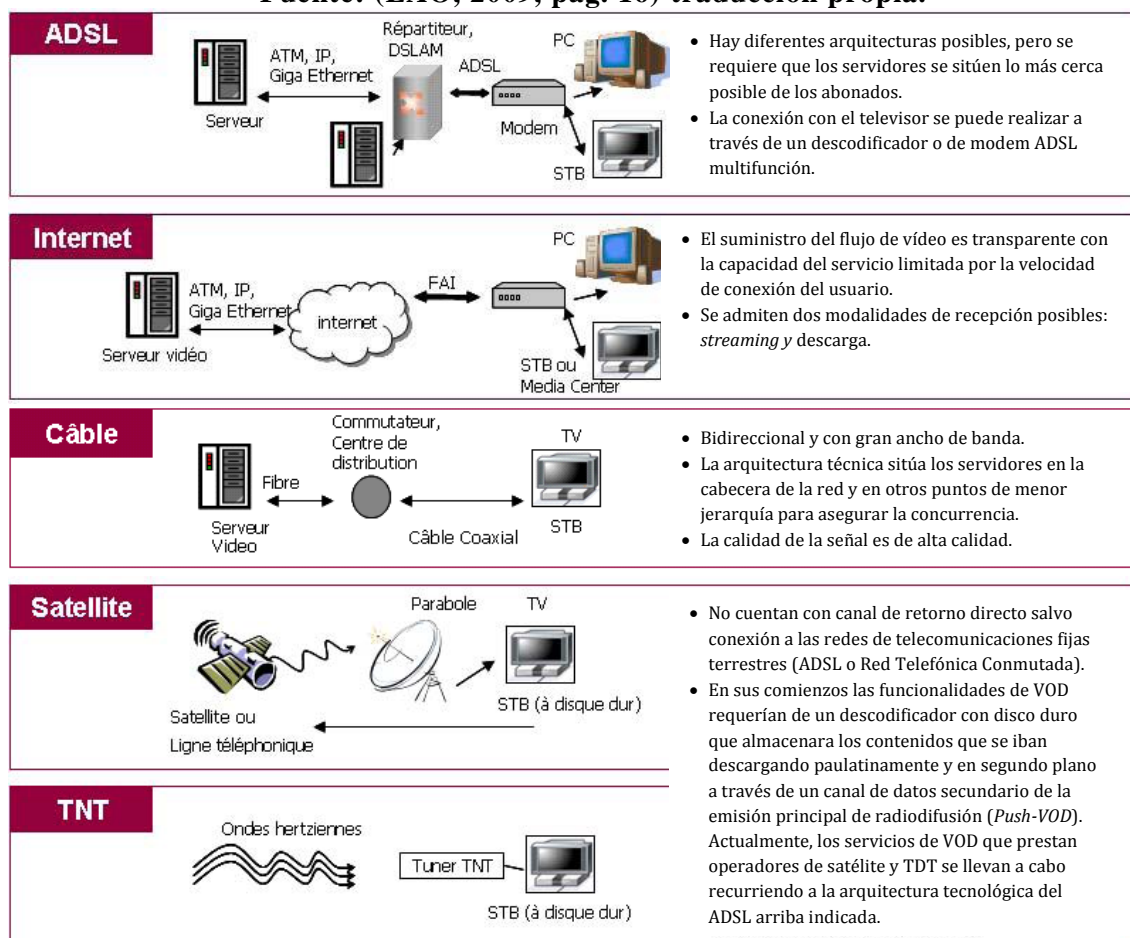 Fuente: (EAO, 2009, pág. 16) traducción propia.
ADSL
ATM, IP,
Giga Ethernet
Serveur
Répartiteur,
DSLAM
ADSL
Modem
PC
STB
• Hay diferentes arquitecturas posibles, pero se
requiere que los servidores se sitúen lo más cerca
posible de los abonados.
• La conexión con el televisor se puede realizar a
través de un descodificador o de modem ADSL
multifunción.
Internet
ATM, IP,
Giga Ethernet
Serveur vidéo
internet
FAI
PC
STB ou
Media Center
• El suministro del flujo de vídeo es transparente con
la capacidad del servicio limitada por la velocidad
de conexión del usuario.
• Se admiten dos modalidades de recepción posibles:
streaming y descarga.
Câble
Fibre
Serveur
Video
Commutateur,
Centre de
distribution
Câble Coaxial
TV
STB
• Bidireccional y con gran ancho de banda.
• La arquitectura técnica sitúa los servidores en la
cabecera de la red y en otros puntos de menor
jerarquía para asegurar la concurrencia.
• La calidad de la señal es de alta calidad.
Satellite
Parabole
TV
STB (à disque dur)
Satellite ou
Ligne téléphonique
• No cuentan con canal de retorno directo salvo
conexión a las redes de telecomunicaciones fijas
terrestres (ADSL o Red Telefónica Conmutada).
• En sus comienzos las funcionalidades de VOD
requerían de un descodificador con disco duro
que almacenara los contenidos que se iban
descargando paulatinamente y en segundo plano
a través de un canal de datos secundario de la
emisión principal de radiodifusión (Push-VOD).
Actualmente, los servicios de VOD que prestan
operadores de satélite y TDT se llevan a cabo
recurriendo a la arquitectura tecnológica del
ADSL arriba indicada.
TNT
Ondes hertziennes
Tuner TNT
STB (à disque dur)